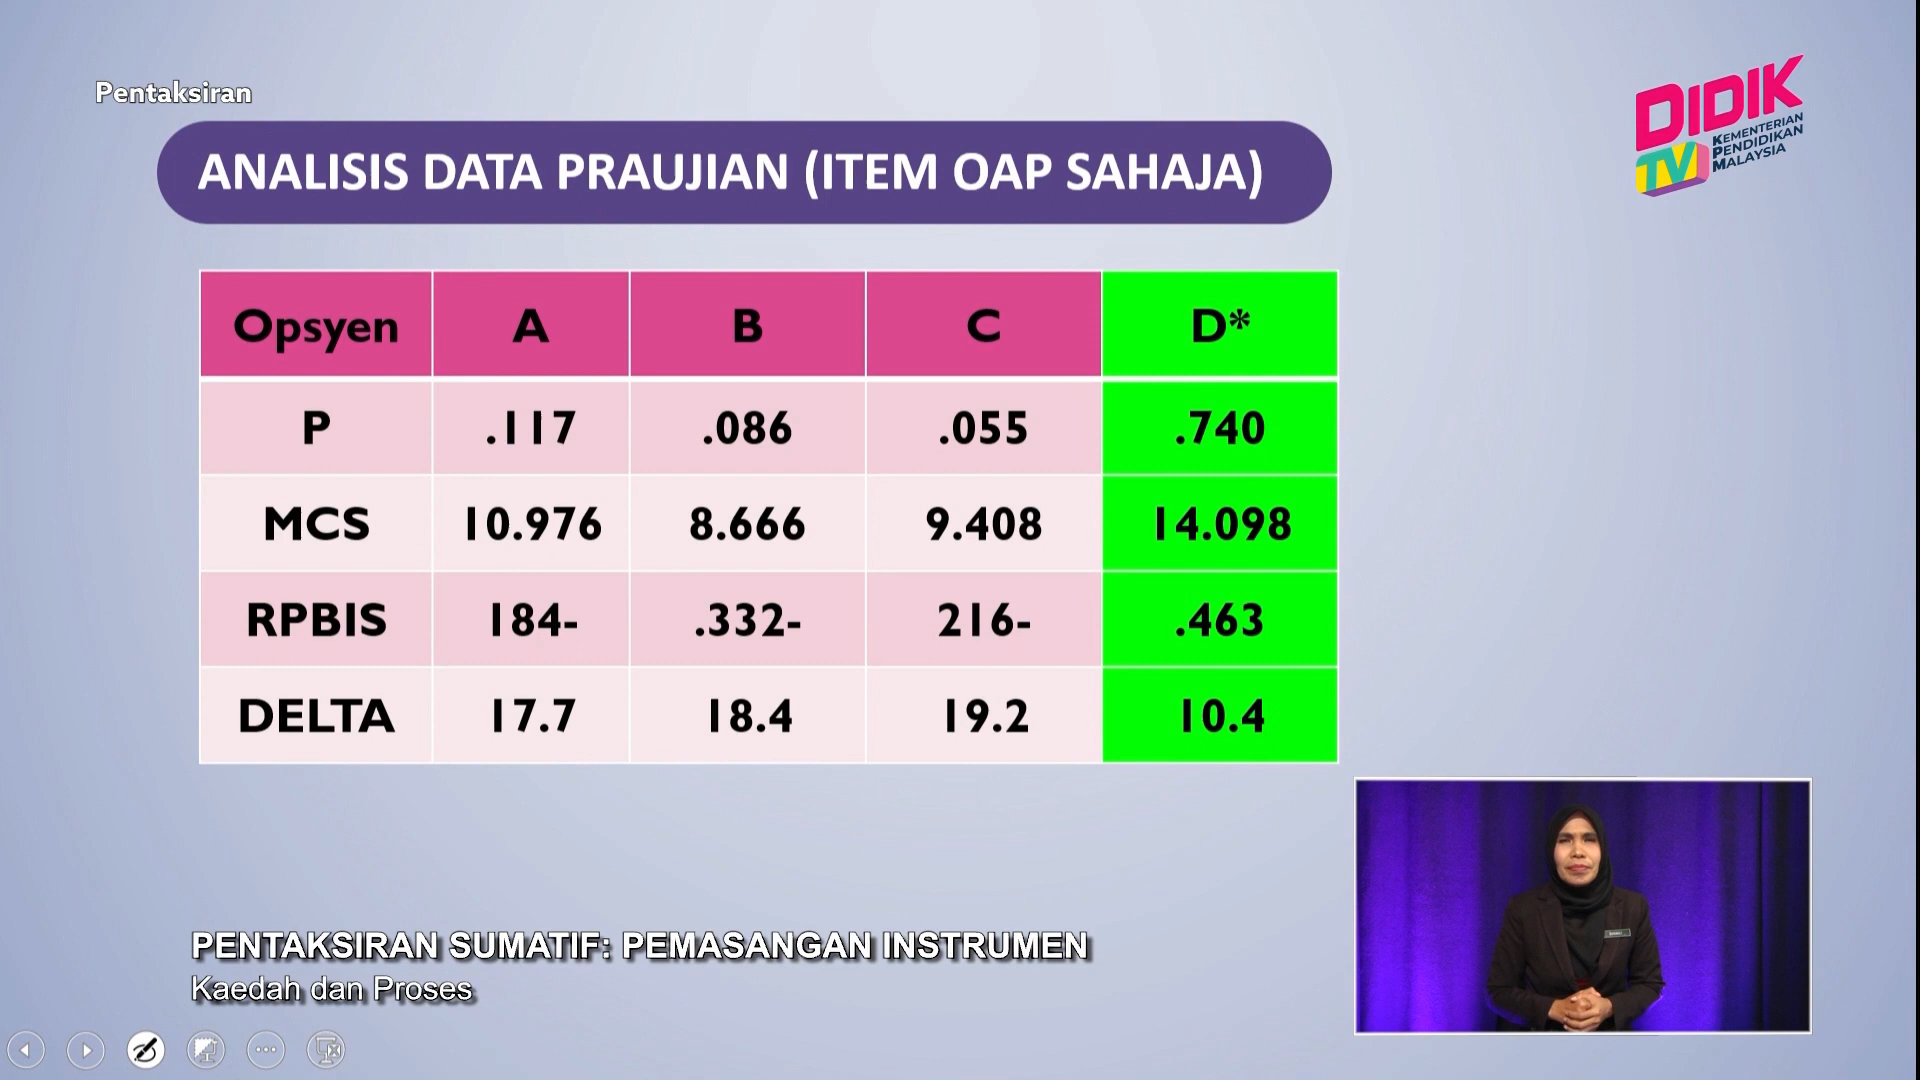 Pentaksiran
DIDIK
TV
KEMENTERIAN
PENDIDIKAN
MALAYSIA
ANALISIS DATA PRAUJIAN (ITEM OAP SAHAJA)
Opsyen A B C D*
P .117 .086 .055 .740
MCS 10.976 8.666 9.408 14.098
RPBIS 184- .332- 216- .463
DELTA 17.7 18.4 19.2 10.4
PENTAKSIRAN SUMATIF: PEMASANGAN INSTRUMEN
Kaedah dan Proses